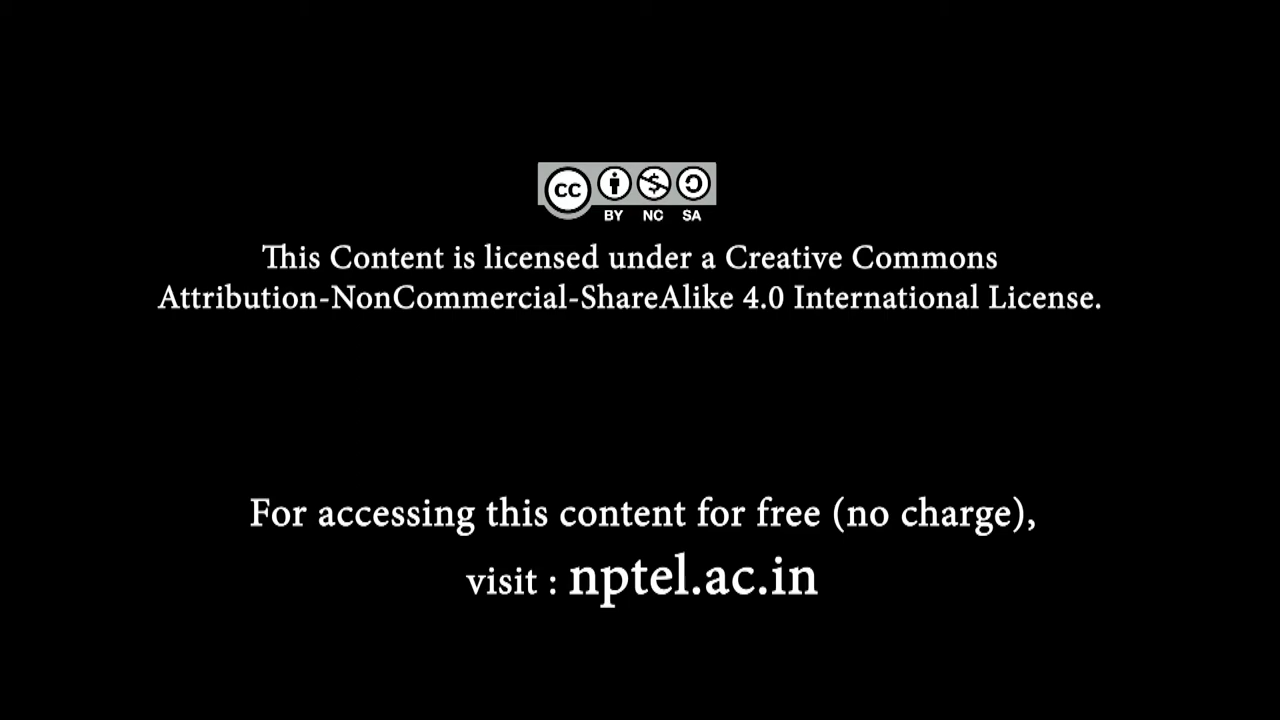 cc
BY NC SA
This Content is licensed under a Creative Commons
Attribution-NonCommercial-ShareAlike 4.0 International License.
For accessing this content for free (no charge),
visit : nptel.ac.in